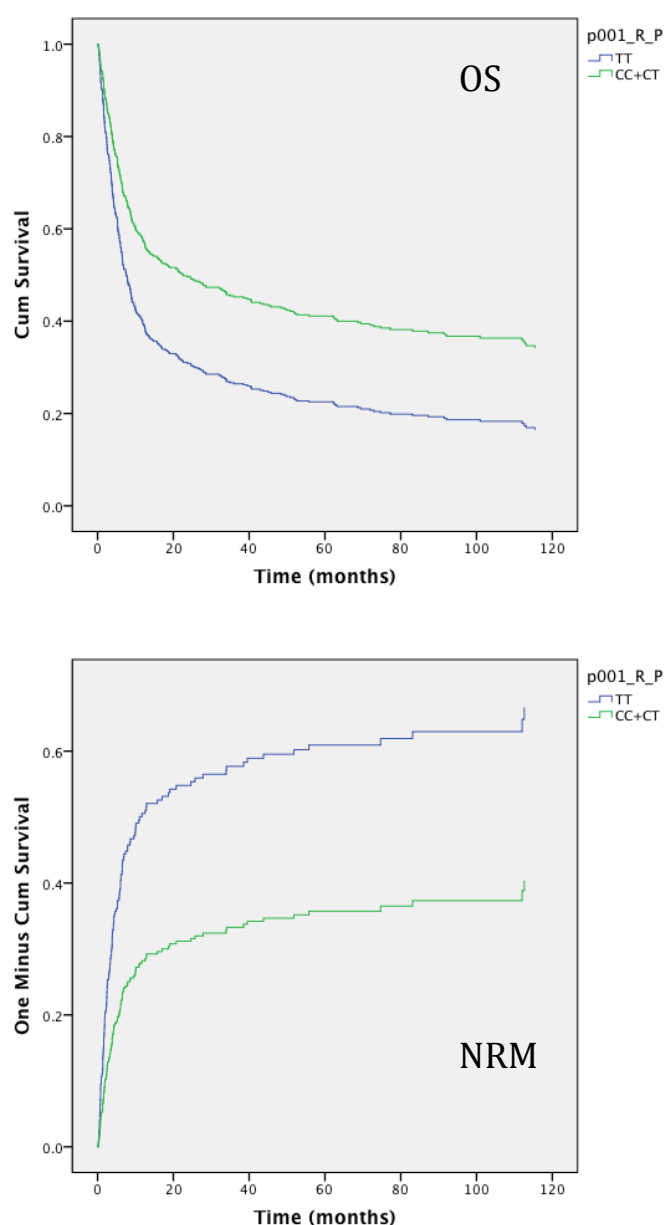 p001_R_P
TT
CC+CT
OS
1.0
0.8
0.6
0.4
0.2
0.0
Cum Survival
0 20 40 60 80 100 120
Time (months)
p001_R_P
TT
CC+CT
0.6
0.4
0.2
0.0
One Minus Cum Survival
NRM
0 20 40 60 80 100 120
Time (months)